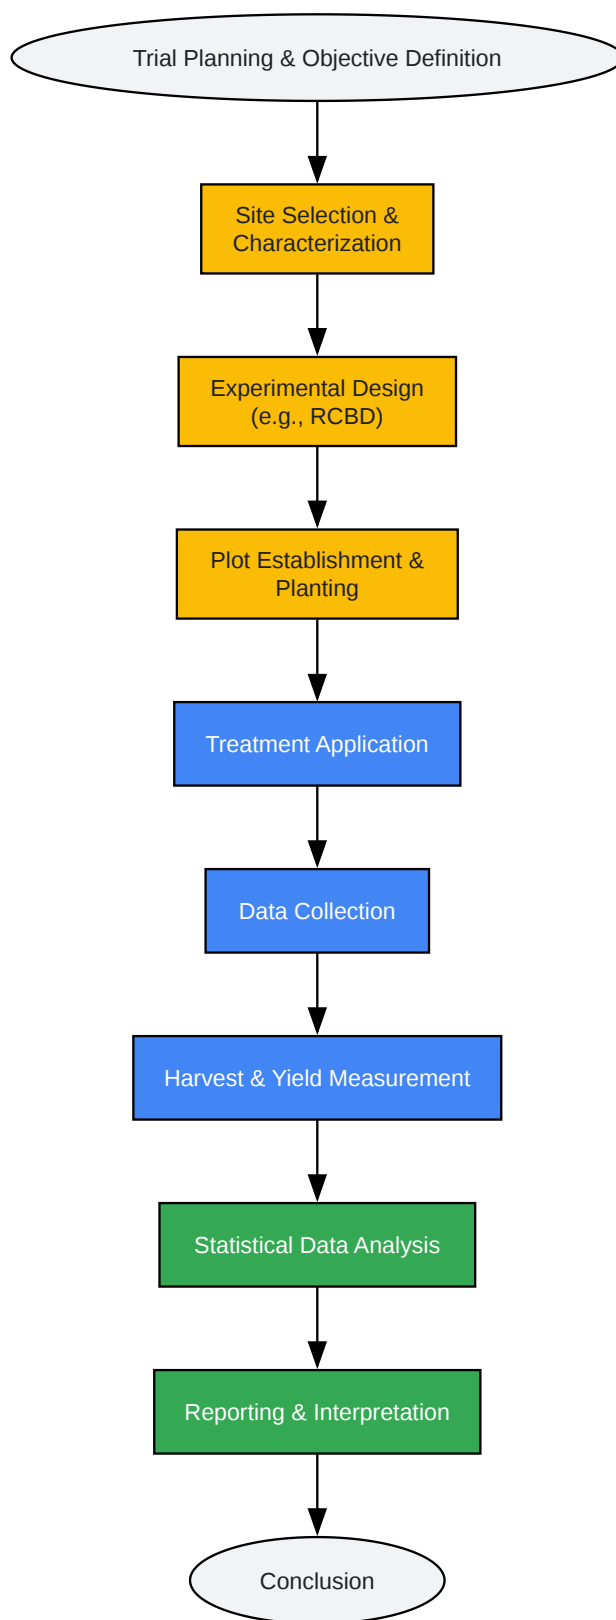 Trial Planning & Objective Definition
Site Selection &
Characterization
Experimental Design
(e.g., RCBD)
Plot Establishment &
Planting
Treatment Application
Data Collection
Harvest & Yield Measurement
Statistical Data Analysis
Reporting & Interpretation
Conclusion